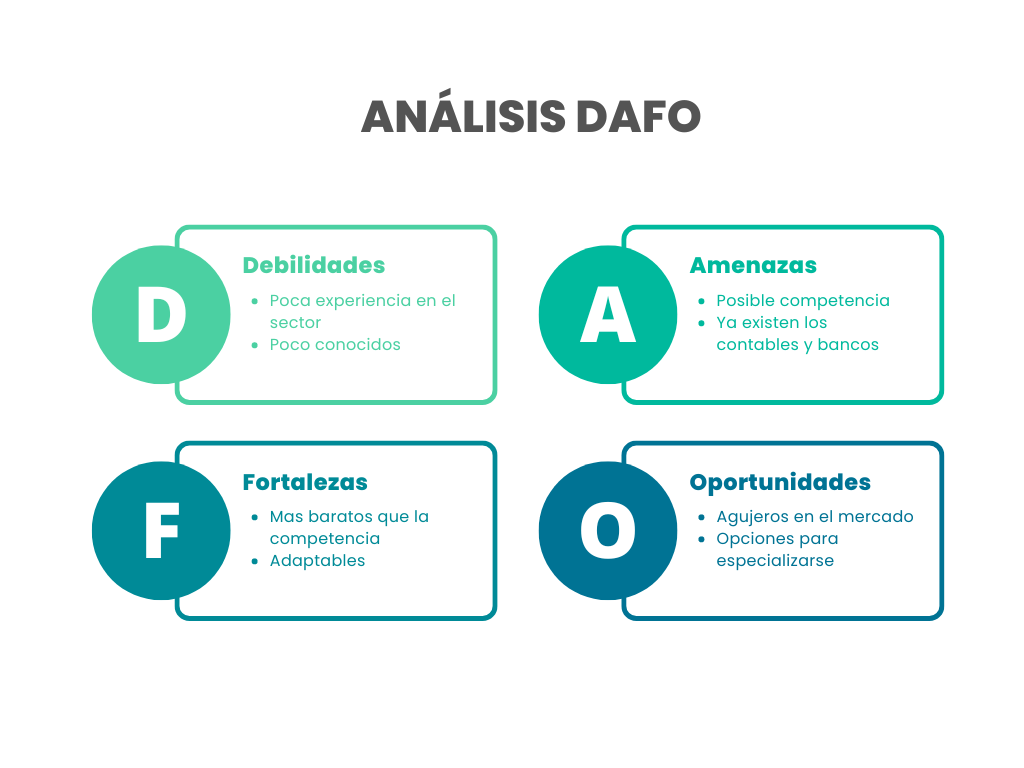 ANÁLISIS DAFO
D
Debilidades
• Poca experiencia en el
sector
• Poco conocidos
A
Amenazas
• Posible competencia
• Ya existen los
contables y bancos
F
Fortalezas
• Mas baratos que la
competencia
• Adaptables
O
Oportunidades
• Agujeros en el mercado
• Opciones para
especializarse